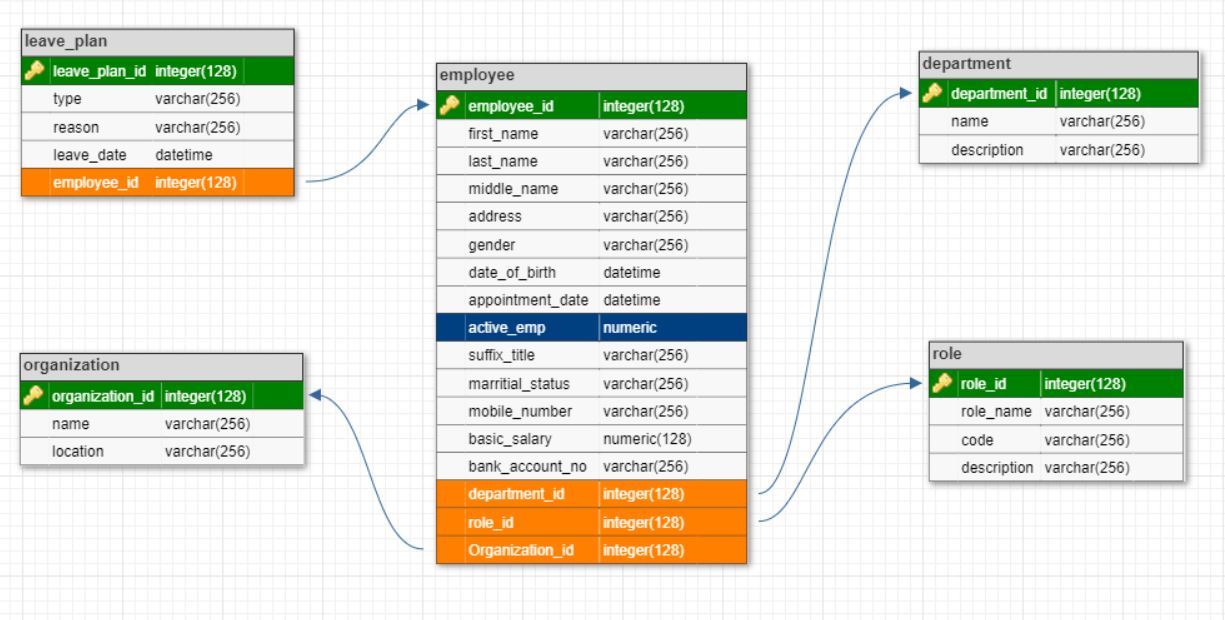 leave_plan
leave_plan_id integer(128)
type varchar(256)
reason varchar(256)
leave_date datetime
employee_id integer(128)
employee
employee_id integer(128)
first_name varchar(256)
last_name varchar(256)
middle_name varchar(256)
address varchar(256)
gender varchar(256)
date_of_birth datetime
appointment_date datetime
active_emp numeric
suffix_title varchar(256)
marritial_status varchar(256)
mobile_number varchar(256)
basic_salary numeric(128)
bank_account_no varchar(256)
department_id integer(128)
role_id integer(128)
Organization_id integer(128)
department
department_id integer(128)
name varchar(256)
description varchar(256)
organization
organization_id integer(128)
name varchar(256)
location varchar(256)
role
role_id integer(128)
role_name varchar(256)
code varchar(256)
description varchar(256)